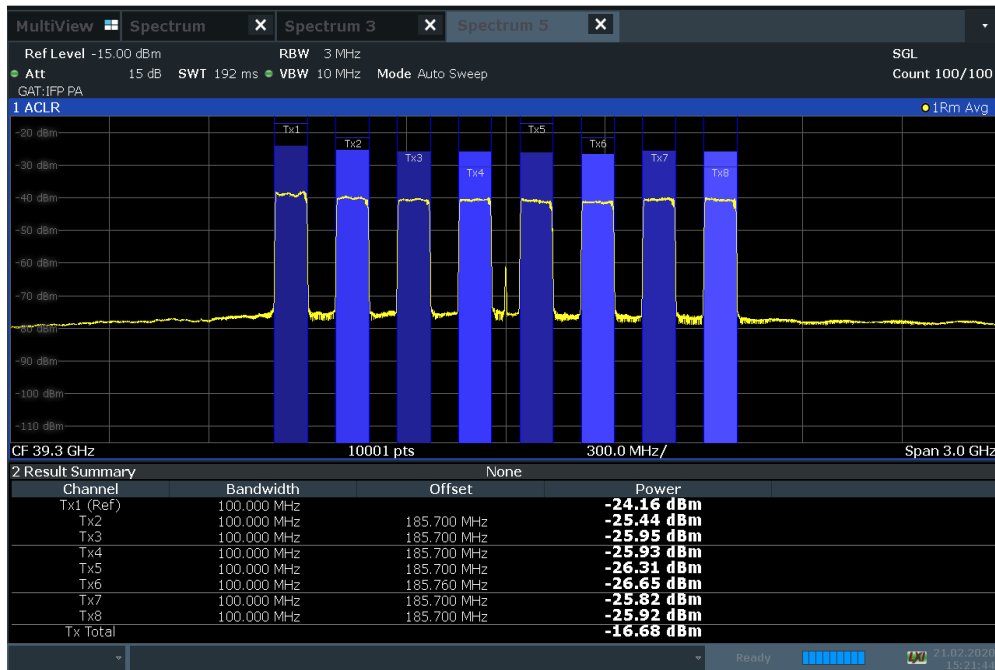 MultiView Spectrum X Spectrum 3 X Spectrum 5 X
Ref Level -15.00 dBm RBW 3 MHz SGL
Att 15 dB SWT 192 ms VBW 10 MHz Mode Auto Sweep Count 100/100
GAT:IFP PA
1 ACLR 1Rm Avg
Tx1 Tx5
-20 dBm
Tx2 Tx6
Tx3 Tx7
-30 dBm
Tx4 Tx8
-40 dBm
-50 dBm
-60 dBm
-70 dBm
-80 dBm
-90 dBm
-100 dBm
-110 dBm
CF 39.3 GHz 10001 pts 300.0 MHz/ Span 3.0 GHz
2 Result Summary None
Channel Bandwidth Offset Power
Tx1 (Ref) 100.000 MHz -24.16 dBm
Tx2 100.000 MHz 185.700 MHz -25.44 dBm
Tx3 100.000 MHz 185.700 MHz -25.95 dBm
Tx4 100.000 MHz 185.700 MHz -25.93 dBm
Tx5 100.000 MHz 185.700 MHz -26.31 dBm
Tx6 100.000 MHz 185.760 MHz -26.65 dBm
Tx7 100.000 MHz 185.700 MHz -25.82 dBm
Tx8 100.000 MHz 185.700 MHz -25.92 dBm
Tx Total -16.68 dBm
Ready 21.02.2020
15:21:44